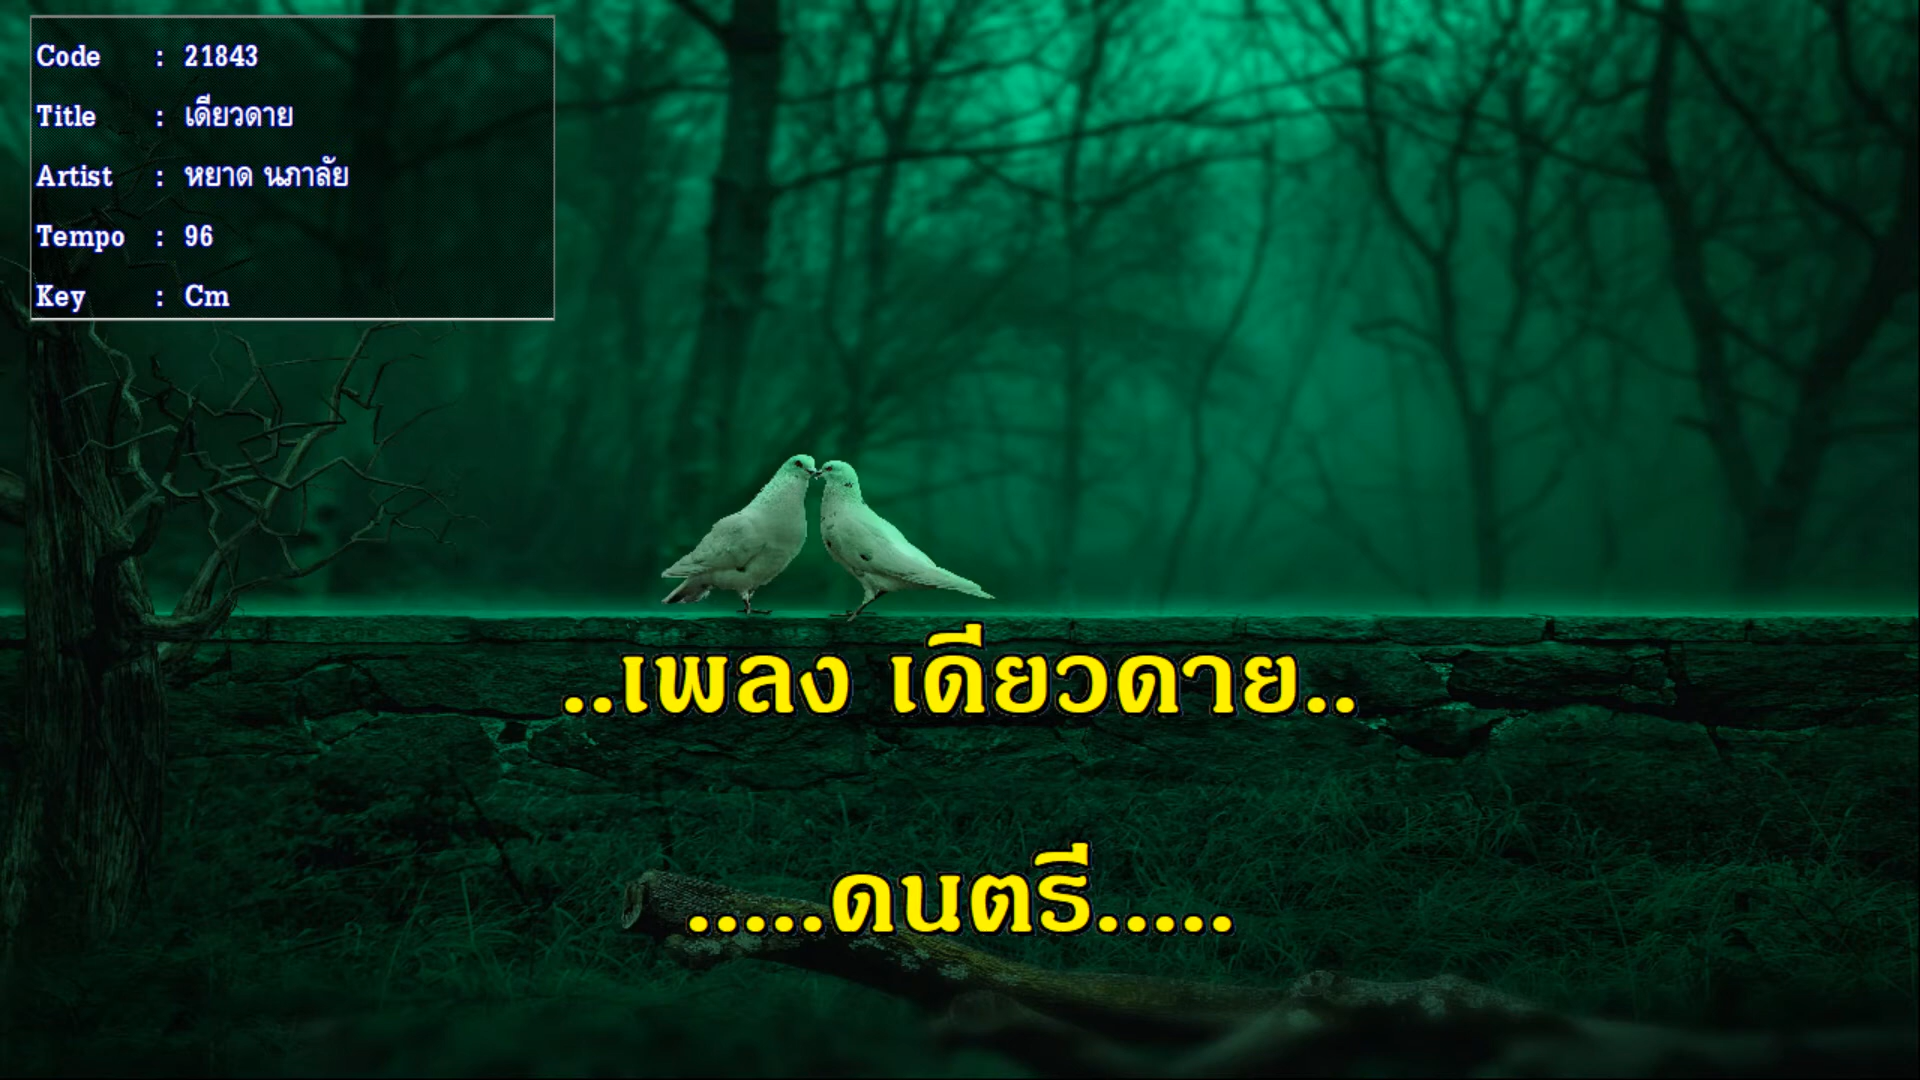 Code : 21843
Title : เดียวดาย
Artist : หยาด นภาลัย
Tempo : 96
Key : Cm
..เพลง เดียวดาย..
.....ดนตรี.....